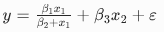 y = \frac{\beta_1 x_1}{\beta_2 + x_1} + \beta_3 x_2 + \varepsilon